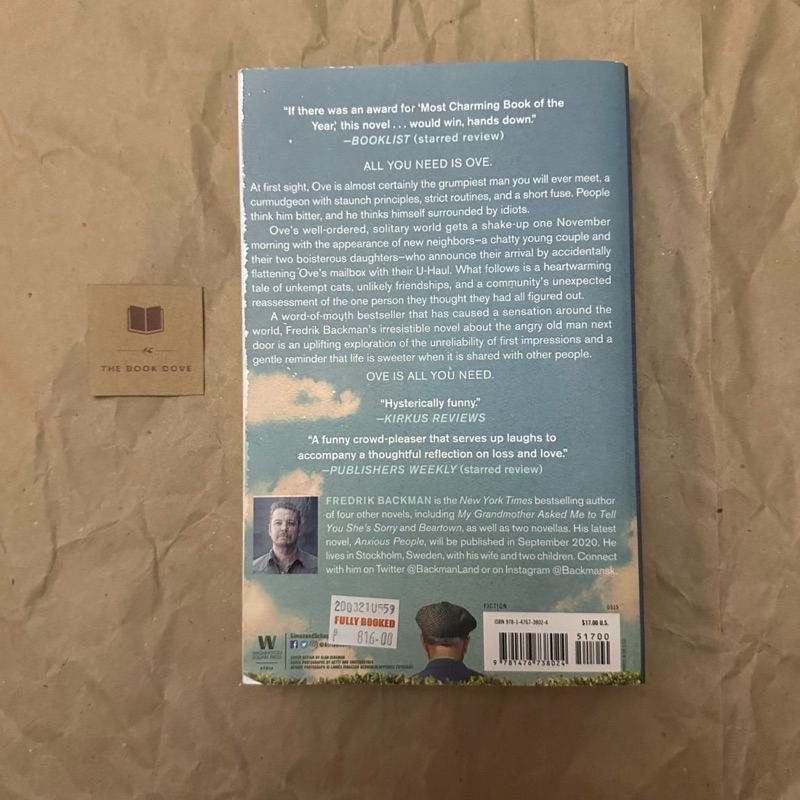 "If there was an award for 'Most Charming Book of the
Year,' this novel . . . would win, hands down."
—BOOKLIST (starred review)
ALL YOU NEED IS OVE.
At first sight, Ove is almost certainly the grumpiest man you will ever meet, a
curmudgeon with staunch principles, strict routines, and a short fuse. People
think him bitter, and he thinks himself surrounded by idiots.
Ove's well-ordered, solitary world gets a shake-up one November
morning with the appearance of new neighbors—a chatty young couple and
their two boisterous daughters—who announce their arrival by accidentally
flattening Ove's mailbox with their U-Haul. What follows is a heartwarming
tale of unkempt cats, unlikely friendships, and a community's unexpected
reassessment of the one person they thought they had all figured out.
A word-of-mouth bestseller that has caused a sensation around the
world, Fredrik Backman's irresistible novel about the angry old man next
door is an uplifting exploration of the unreliability of first impressions and a
gentle reminder that life is sweeter when it is shared with other people.
OVE IS ALL YOU NEED.
"Hysterically funny."
—KIRKUS REVIEWS
"A funny crowd-pleaser that serves up laughs to
accompany a thoughtful reflection on loss and love."
—PUBLISHERS WEEKLY (starred review)
FREDRIK BACKMAN is the New York Times bestselling author
of four other novels, including My Grandmother Asked Me to Tell
You She's Sorry and Beartown, as well as two novellas. His latest
novel, Anxious People, will be published in September 2020. He
lives in Stockholm, Sweden, with his wife and two children. Connect
with him on Twitter @BackmanLand or on Instagram @Backmansk.
THE BOOK COVE
200321US59
FULLY BOOKED
₱ 816.00
W
WASHINGTON
SQUARE PRESS
SimonandSchus
FICTION
0315
ISBN 978-1-4767-3802-4
$17.00 U.S.
51700
9 781476 738024